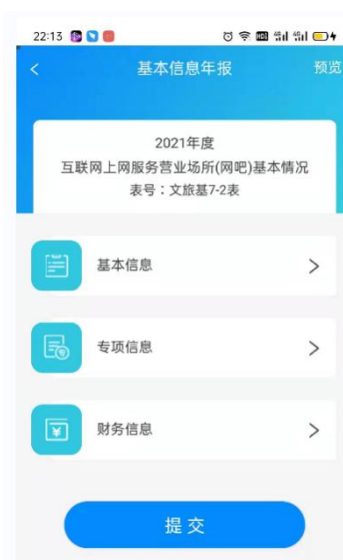 22:13
基本信息年报 预览
2021年度
互联网上网服务营业场所(网吧)基本情况
表号：文旅基7-2表
基本信息
专项信息
财务信息
提交